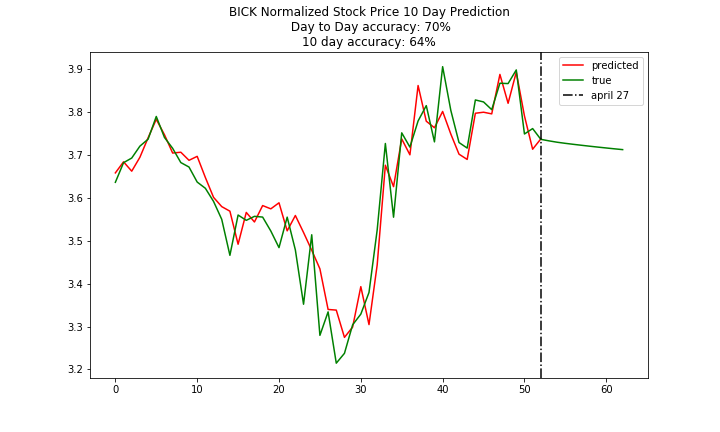 BICK Normalized Stock Price 10 Day Prediction
Day to Day accuracy: 70%
10 day accuracy: 64%
predicted
true
april 27
3.9
3.8
3.7
3.6
3.5
3.4
3.3
3.2
0 10 20 30 40 50 60